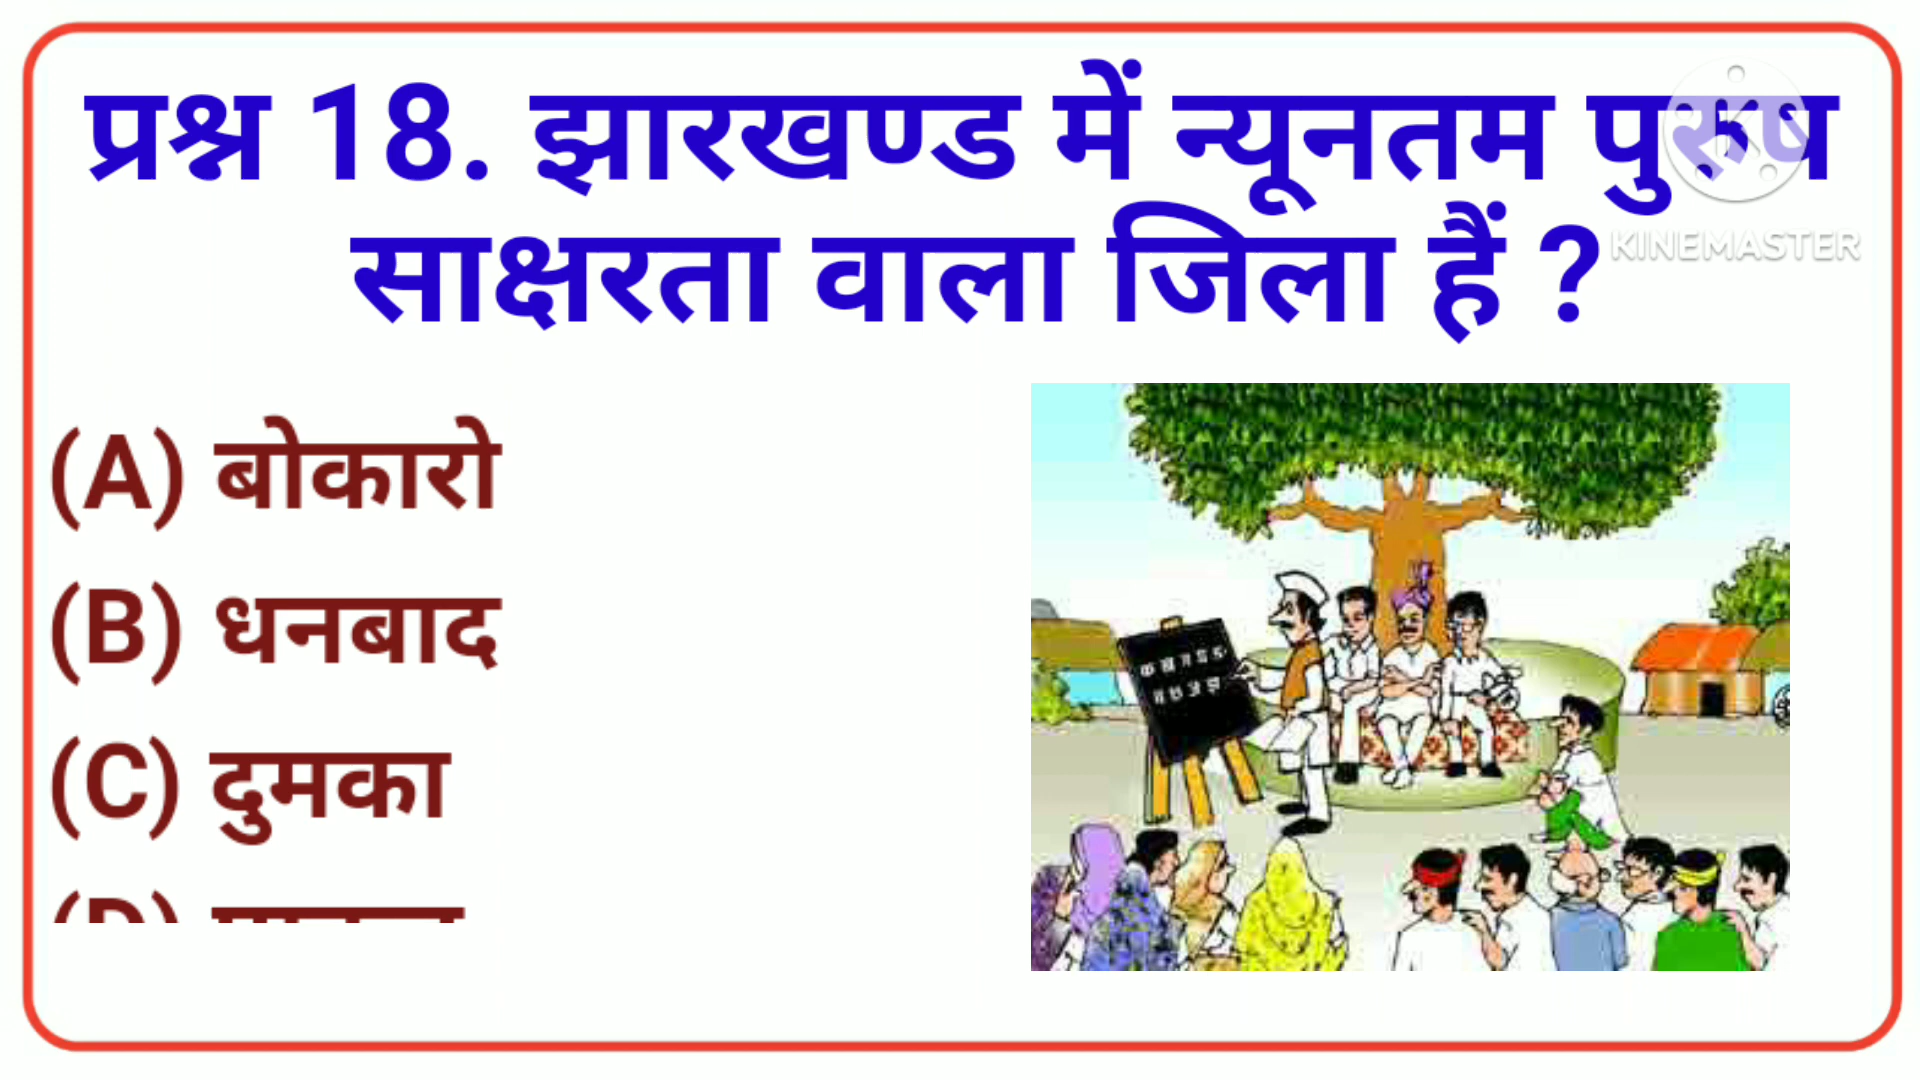 प्रश्न 18. झारखण्ड में न्यूनतम पुरुष
साक्षरता वाला जिला हैं ?
KINEMASTER
(A) बोकारो
(B) धनबाद
(C) दुमका
(D)